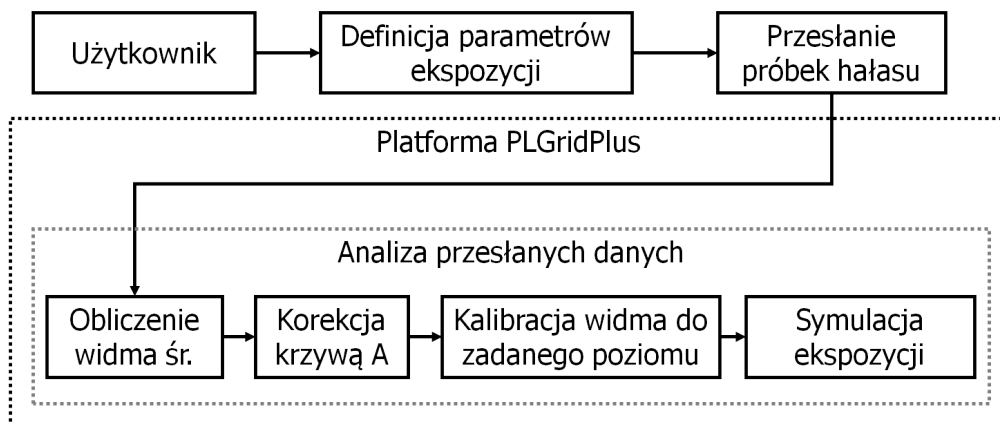 Użytkownik
Definicja parametrów
ekspozycji
Przesłanie
próbek hałasu
Platforma PLGridPlus
Analiza przesłanych danych
Obliczenie
widma śr.
Korekcja
krzywą A
Kalibracja widma do
zadanego poziomu
Symulacja
ekspozycji